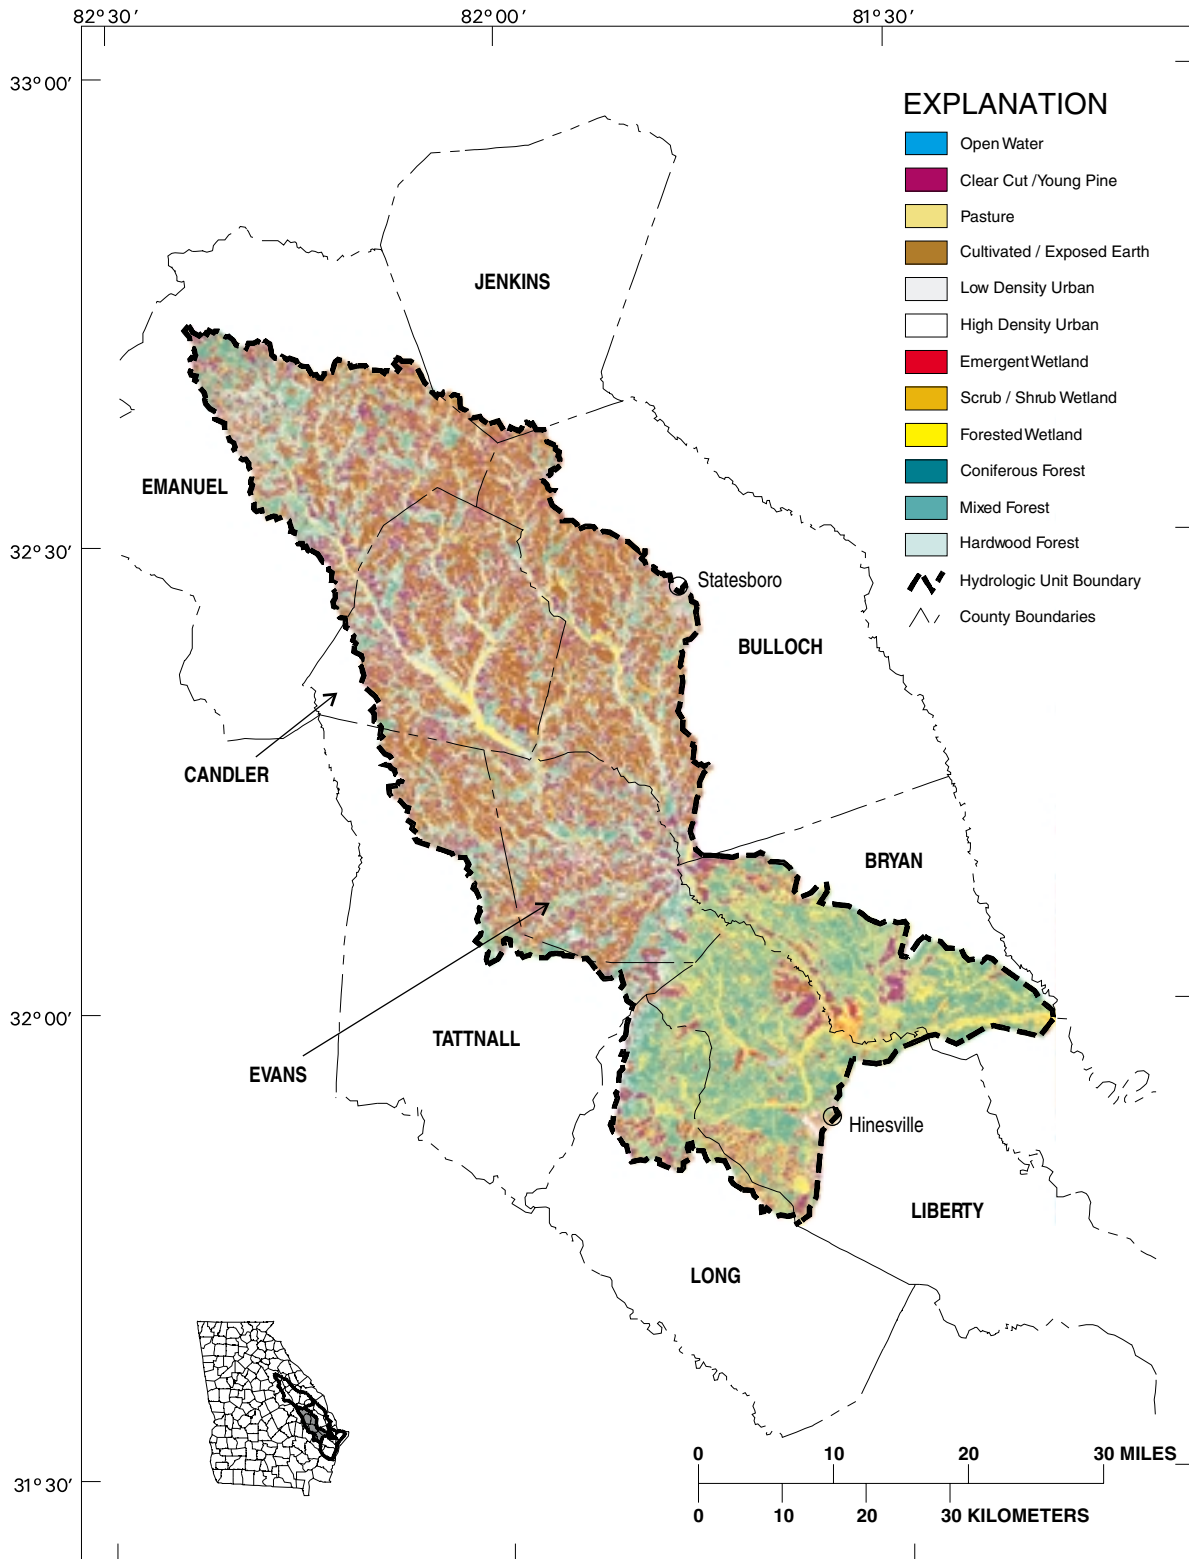 82° 30′ 82° 00′ 81° 30′
33° 00′
EXPLANATION
Open Water
Clear Cut / Young Pine
Pasture
Cultivated / Exposed Earth
Low Density Urban
High Density Urban
Emergent Wetland
Scrub / Shrub Wetland
Forested Wetland
Coniferous Forest
Mixed Forest
Hardwood Forest
Hydrologic Unit Boundary
County Boundaries
JENKINS
EMANUEL
32° 30′
Statesboro
BULLOCH
CANDLER
BRYAN
32° 00′
TATTNALL
EVANS
Hinesville
LIBERTY
LONG
31° 30′
0 10 20 30 MILES
0 10 20 30 KILOMETERS